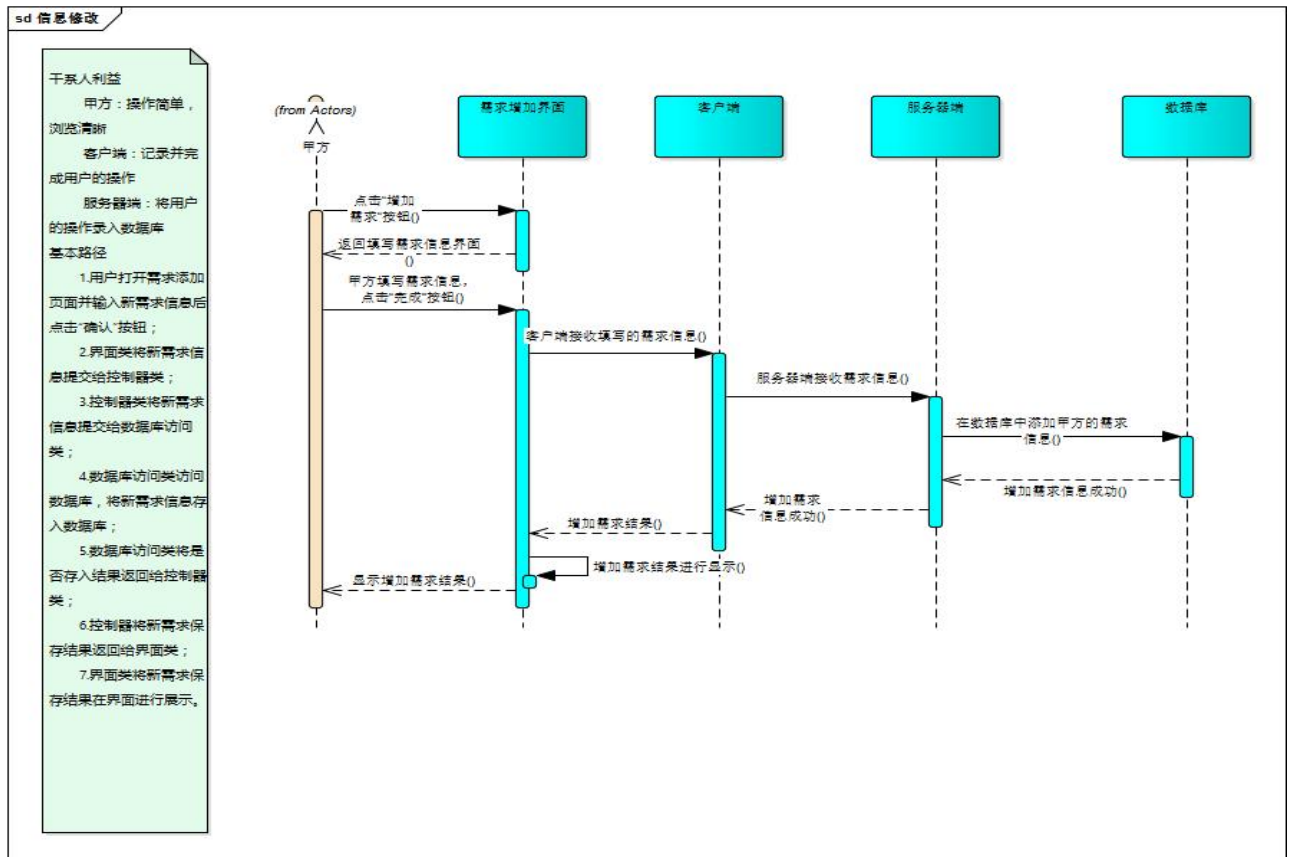 sd 信息修改
干系人利益
甲方：操作简单，
浏览清晰
客户端：记录并完
成用户的操作
服务器端：将用户
的操作录入数据库
基本路径
1.用户打开需求添加
页面并输入新需求信息后
点击“确认”按钮；
2.界面类将新需求信
息提交给控制器类；
3.控制器类将新需求
信息提交给数据库访问
类；
4.数据库访问类访问
数据库，将新需求信息存
入数据库；
5.数据库访问类将是
否存入结果返回给控制器
类；
6.控制器将新需求保
存结果返回给界面类；
7.界面类将新需求保
存结果在界面进行展示。
(from Actors)
甲方
需求增加界面
客户端
服务器端
数据库
点击“增加
需求”按钮()
返回填写需求信息界面
()
甲方填写需求信息，
点击“完成”按钮()
客户端接收填写的需求信息()
服务器端接收需求信息()
在数据库中添加甲方的需求
信息()
增加需求信息成功()
增加需求
信息成功()
增加需求结果()
增加需求结果进行显示()
显示增加需求结果()